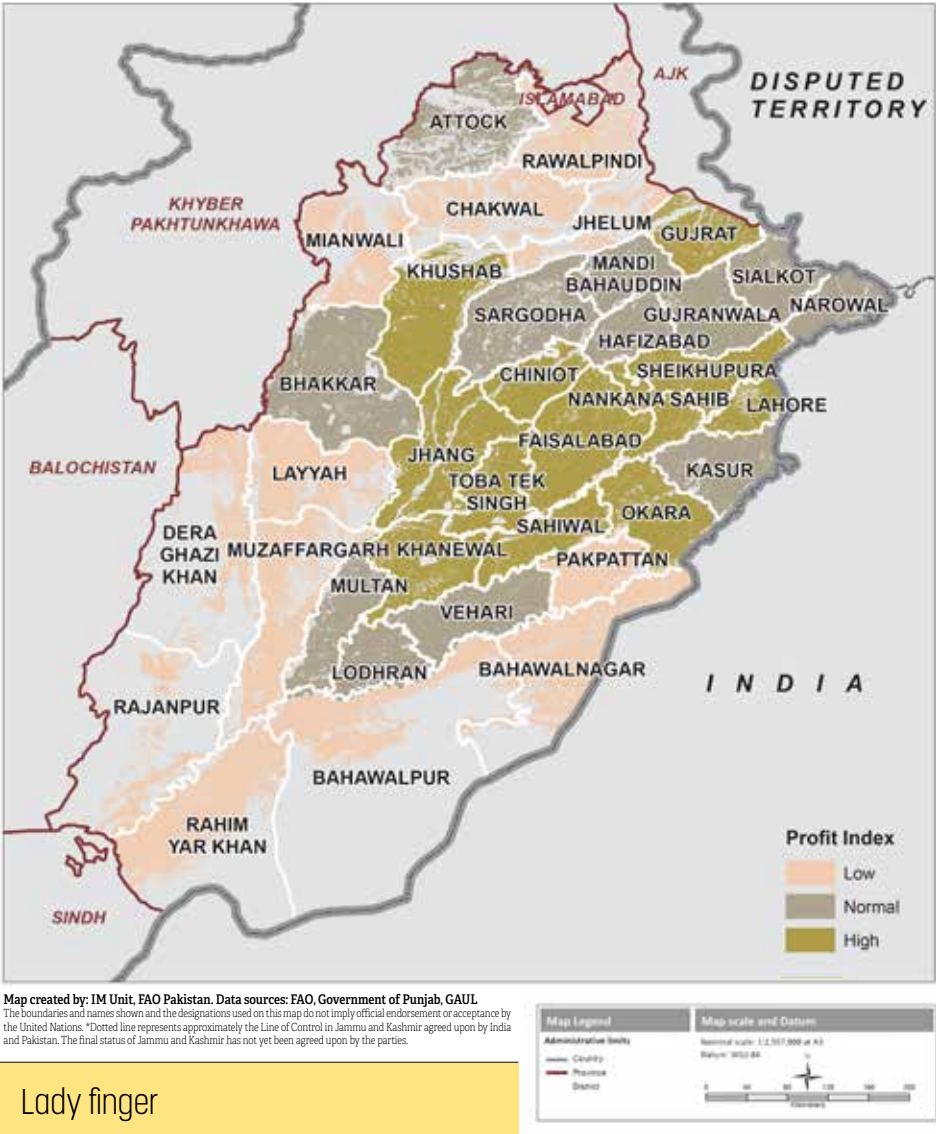 AJK
DISPUTED
TERRITORY
ISLAMABAD
ATTOCK
RAWALPINDI
KHYBER
PAKHTUNKHAWA
CHAKWAL
JHELUM
GUJRAT
MIANWALI
KHUSHAB
MANDI
BAHAUDDIN
SIALKOT
NAROWAL
SARGODHA
GUJRANWALA
HAFIZABAD
BHAKKAR
CHINIOT
SHEIKHUPURA
NANKANA SAHIB
LAHORE
FAISALABAD
BALOCHISTAN
LAYYAH
JHANG
KASUR
TOBA TEK
SINGH
OKARA
SAHIWAL
DERA
GHAZI
KHAN
MUZAFFARGARH
KHANEWAL
PAKPATTAN
MULTAN
VEHARI
LODHRAN
BAHAWALNAGAR
INDIA
RAJANPUR
BAHAWALPUR
RAHIM
YAR KHAN
SINDH
Profit Index
Low
Normal
High
Map created by: IM Unit, FAO Pakistan. Data sources: FAO, Government of Punjab, GAUL
The boundaries and names shown and the designations used on this map do not imply official endorsement or acceptance by
the United Nations. *Dotted line represents approximately the Line of Control in Jammu and Kashmir agreed upon by India
and Pakistan. The final status of Jammu and Kashmir has not yet been agreed upon by the parties.
Map Legend
Administrative limits
Country
Province
District
Map scale and Datum
Kilometers
Lady finger